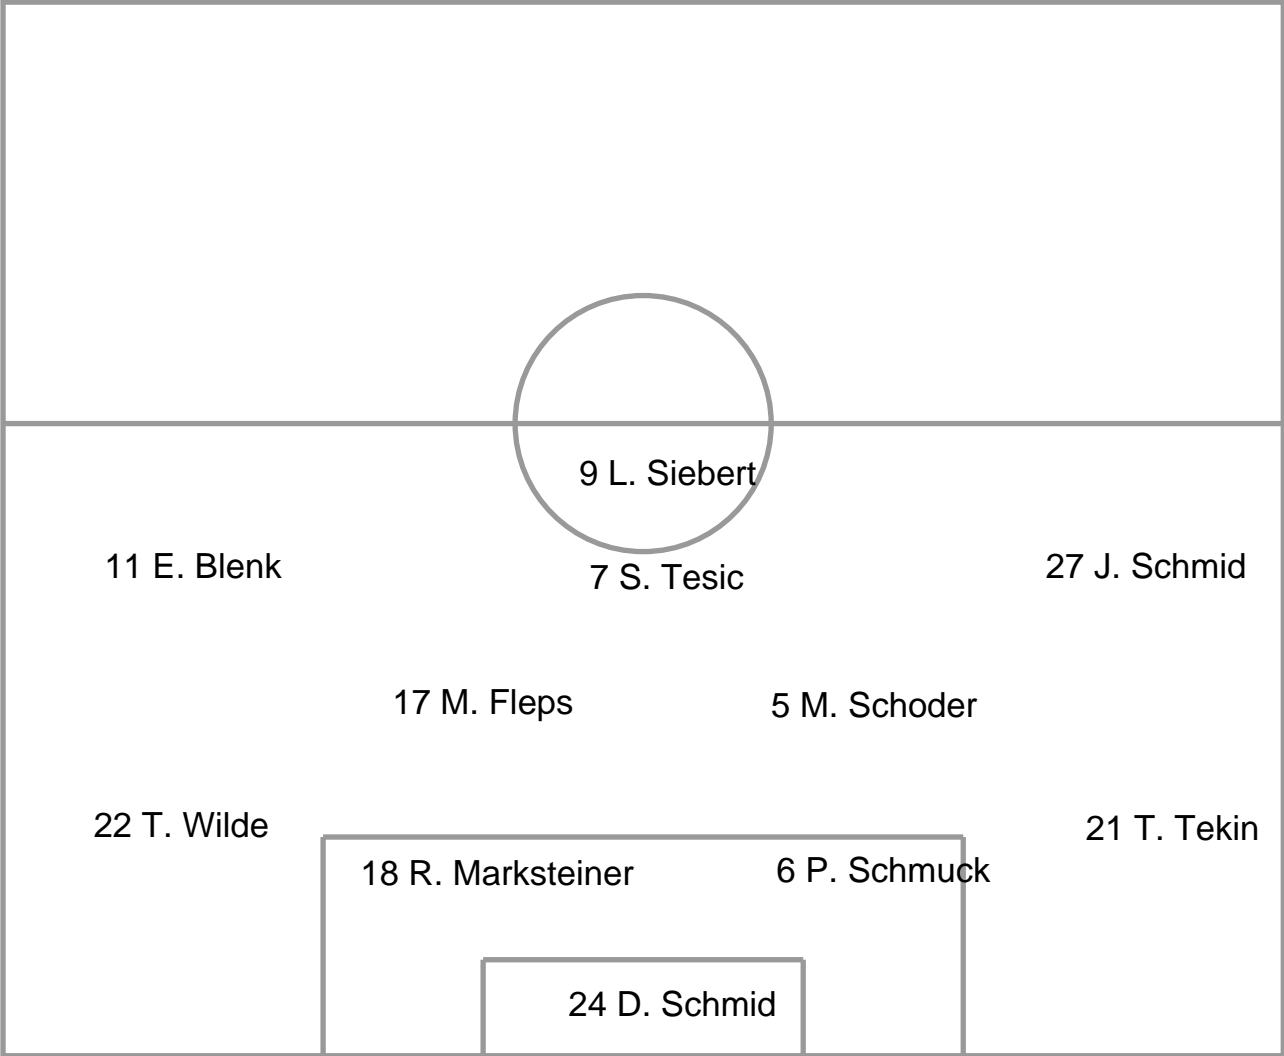 9 L. Siebert
11 E. Blenk
7 S. Tesic
27 J. Schmid
17 M. Fleps
5 M. Schoder
22 T. Wilde
21 T. Tekin
18 R. Marksteiner
6 P. Schmuck
24 D. Schmid